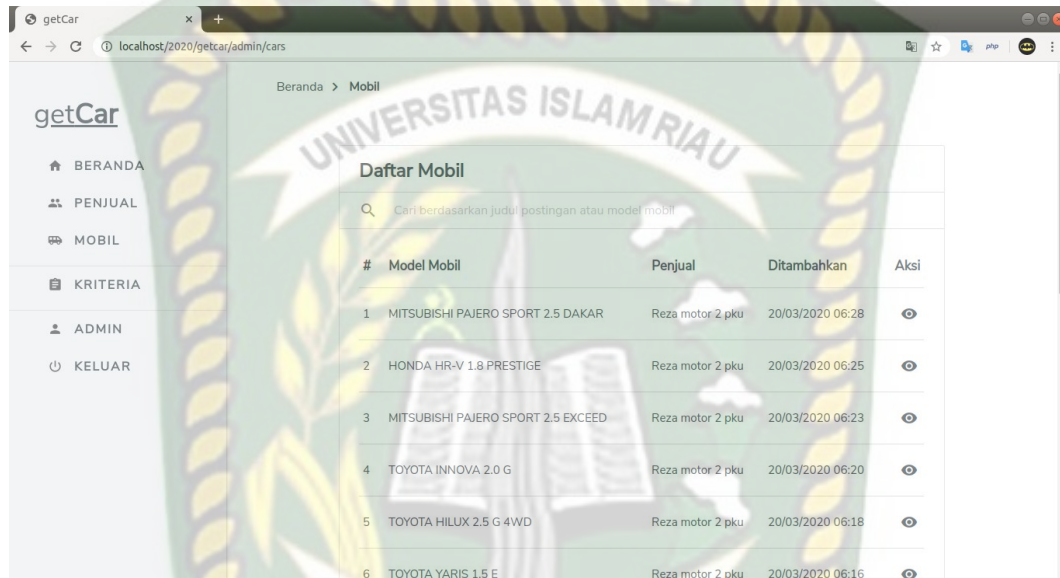 getCar
localhost/2020/getcar/admin/cars
php
getCar
BERANDA
PENJUAL
MOBIL
KRITERIA
ADMIN
KELUAR
Beranda > Mobil
UNIVERSITAS ISLAM RIAU
Daftar Mobil
Cari berdasarkan judul postingan atau model mobil
# Model Mobil Penjual Ditambahkan Aksi
1 MITSUBISHI PAJERO SPORT 2.5 DAKAR Reza motor 2 pku 20/03/2020 06:28
2 HONDA HR-V 1.8 PRESTIGE Reza motor 2 pku 20/03/2020 06:25
3 MITSUBISHI PAJERO SPORT 2.5 EXCEED Reza motor 2 pku 20/03/2020 06:23
4 TOYOTA INNOVA 2.0 G Reza motor 2 pku 20/03/2020 06:20
5 TOYOTA HILUX 2.5 G 4WD Reza motor 2 pku 20/03/2020 06:18
6 TOYOTA YARIS 1.5 E Reza motor 2 pku 20/03/2020 06:16